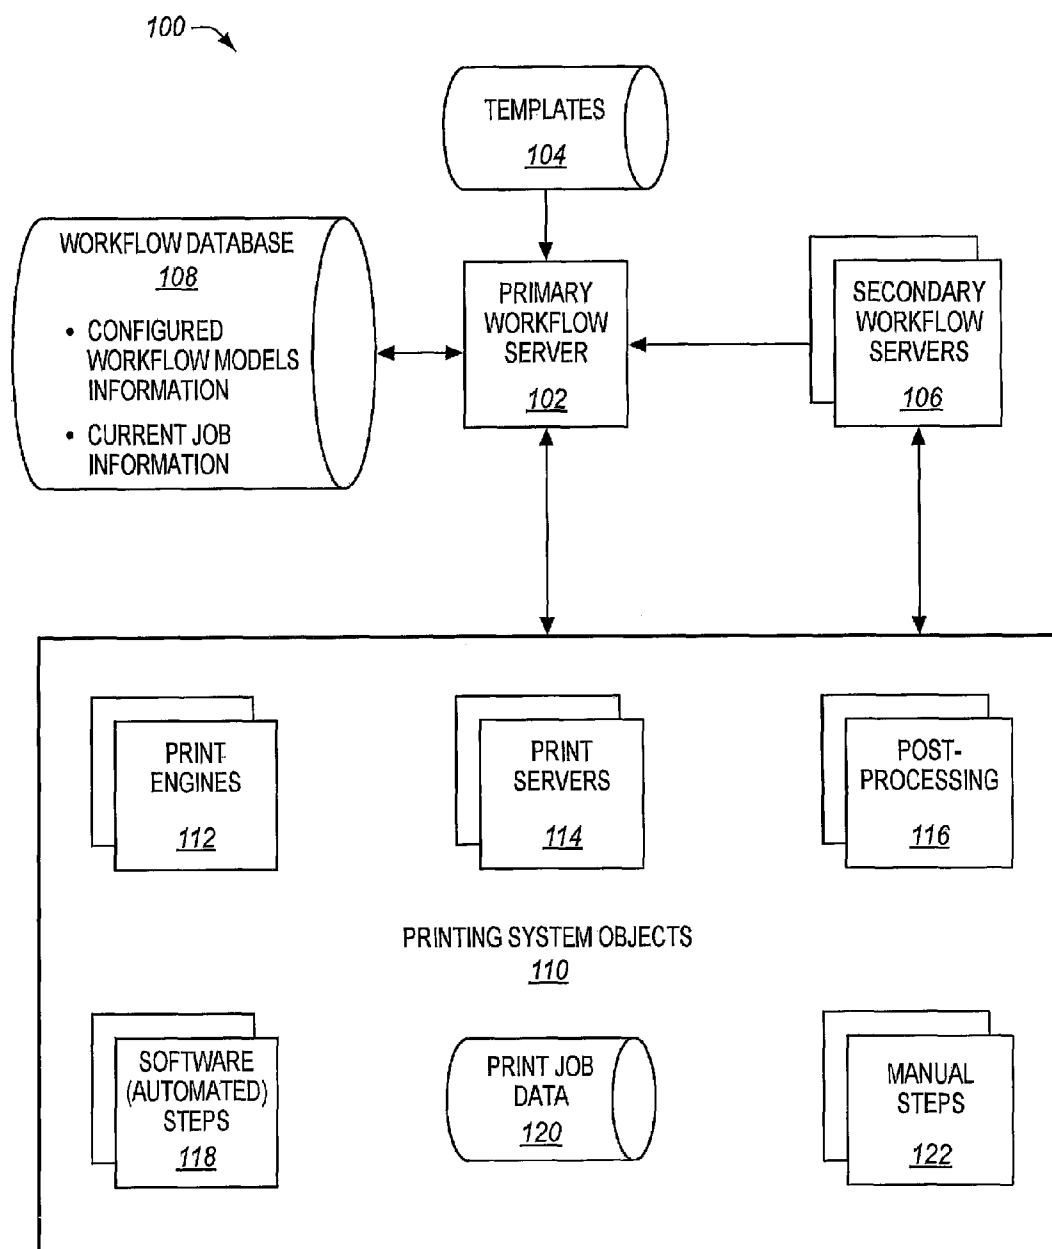 100
TEMPLATES
104
WORKFLOW DATABASE
108
• CONFIGURED
WORKFLOW MODELS
INFORMATION
• CURRENT JOB
INFORMATION
PRIMARY
WORKFLOW
SERVER
102
SECONDARY
WORKFLOW
SERVERS
106
PRINT
ENGINES
112
PRINT
SERVERS
114
POST-
PROCESSING
116
PRINTING SYSTEM OBJECTS
110
SOFTWARE
(AUTOMATED)
STEPS
118
PRINT JOB
DATA
120
MANUAL
STEPS
122